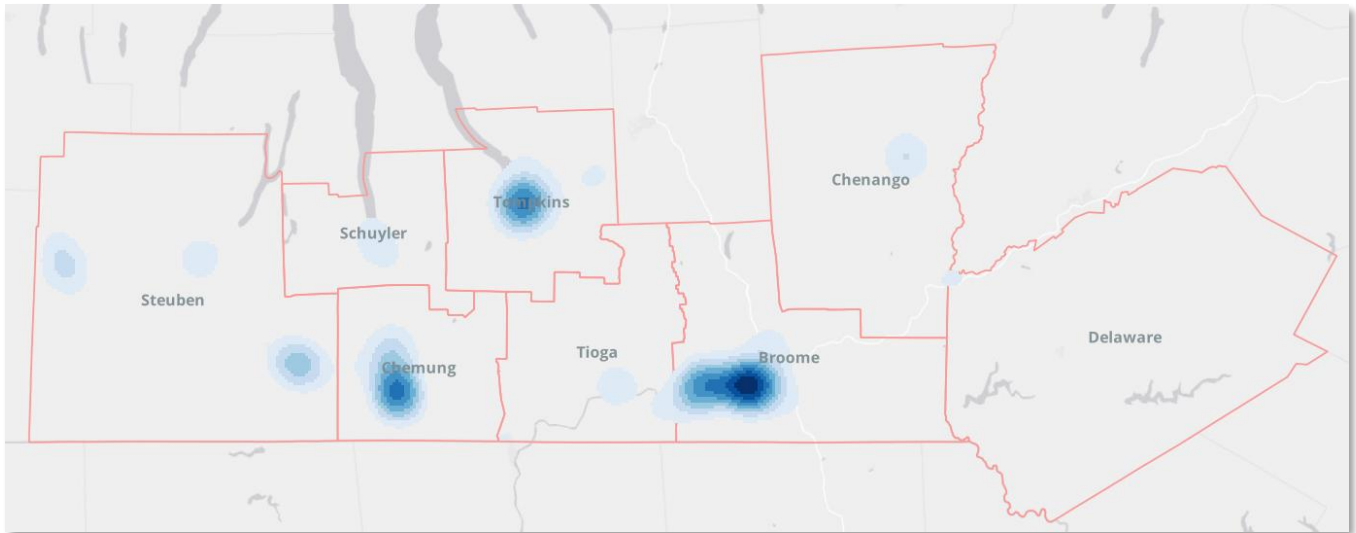 Tompkins
Chenango
Schuyler
Steuben
Tioga
Chemung
Broome
Delaware